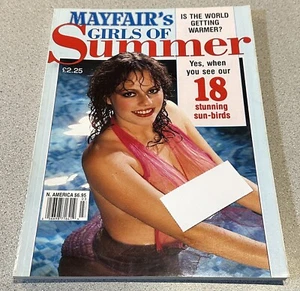 MAYFAIR's
GIRLS OF
Summer
£2.25
IS THE WORLD
GETTING
WARMER?
Yes, when
you see our
18
stunning
sun-birds
N. AMERICA $6.95